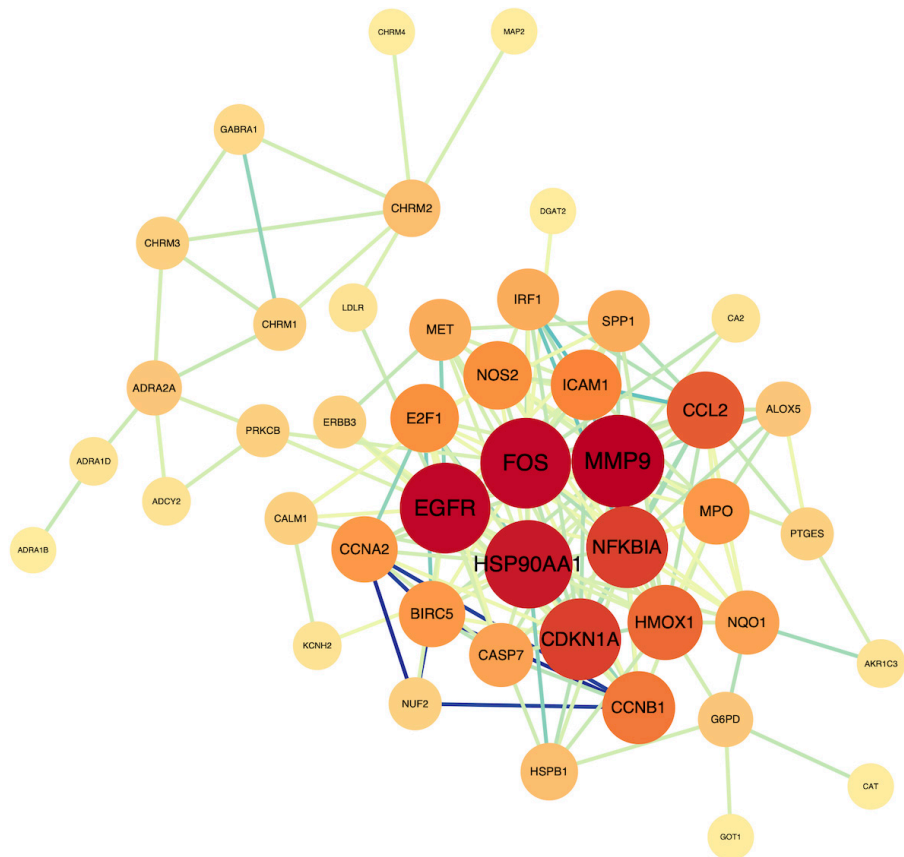 CHRM4
MAP2
GABRA1
CHRM2
DGAT2
CHRM3
IRF1
LDLR
SPP1
CA2
CHRM1
MET
NOS2
ICAM1
ADRA2A
CCL2
ALOX5
E2F1
ERBB3
PRKCB
FOS
MMP9
ADRA1D
ADCY2
EGFR
MPO
CALM1
PTGES
ADRA1B
CCNA2
NFKBIA
HSP90AA1
BIRC5
HMOX1
NQO1
CDKN1A
KCNH2
CASP7
AKR1C3
NUF2
CCNB1
G6PD
HSPB1
CAT
GOT1